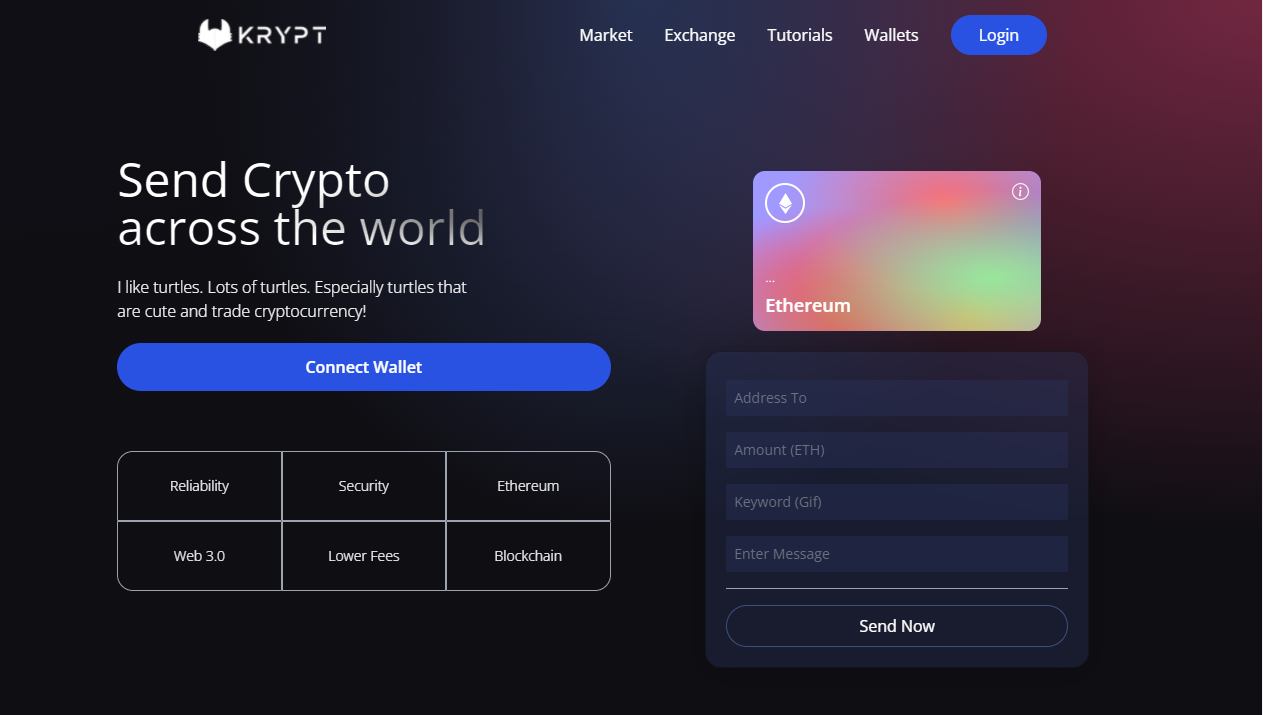 KRYPT
Market
Exchange
Tutorials
Wallets
Login
Send Crypto
across the world
I like turtles. Lots of turtles. Especially turtles that
are cute and trade cryptocurrency!
Connect Wallet
Reliability
Security
Ethereum
Web 3.0
Lower Fees
Blockchain
i
...
Ethereum
Address To
Amount (ETH)
Keyword (Gif)
Enter Message
Send Now